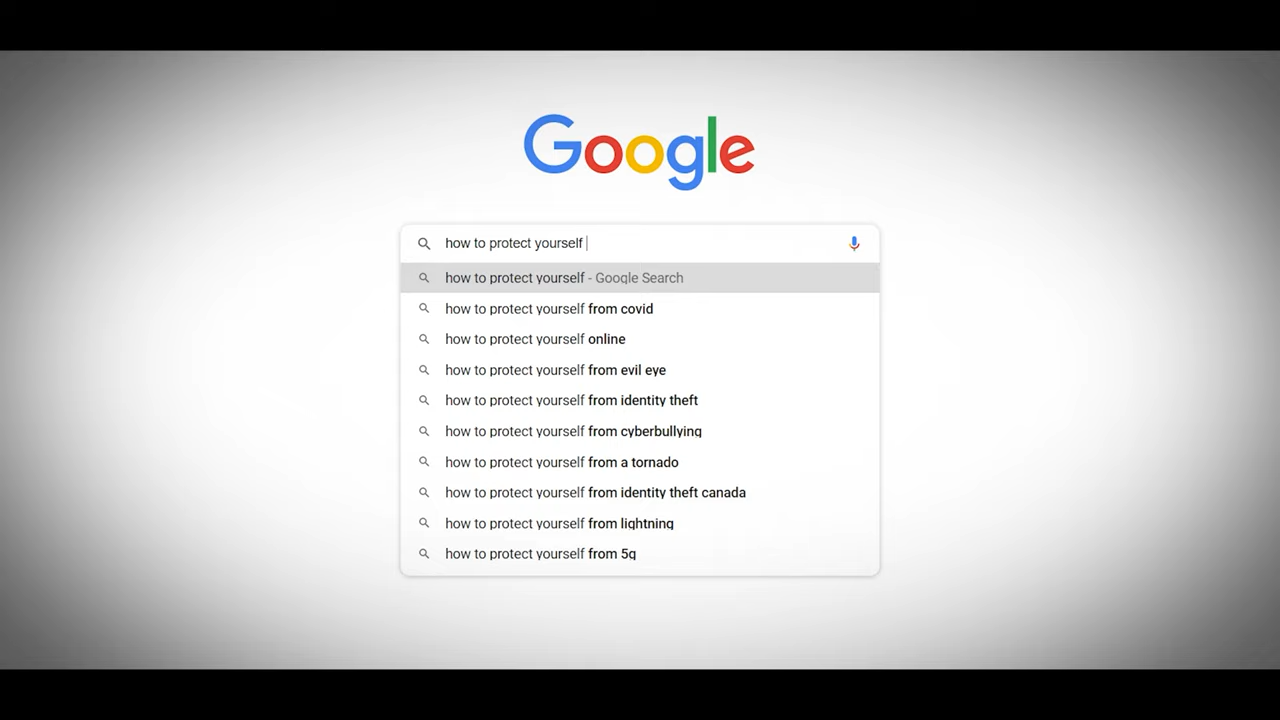 Google
how to protect yourself
how to protect yourself - Google Search
how to protect yourself from covid
how to protect yourself online
how to protect yourself from evil eye
how to protect yourself from identity theft
how to protect yourself from cyberbullying
how to protect yourself from a tornado
how to protect yourself from identity theft canada
how to protect yourself from lightning
how to protect yourself from 5g